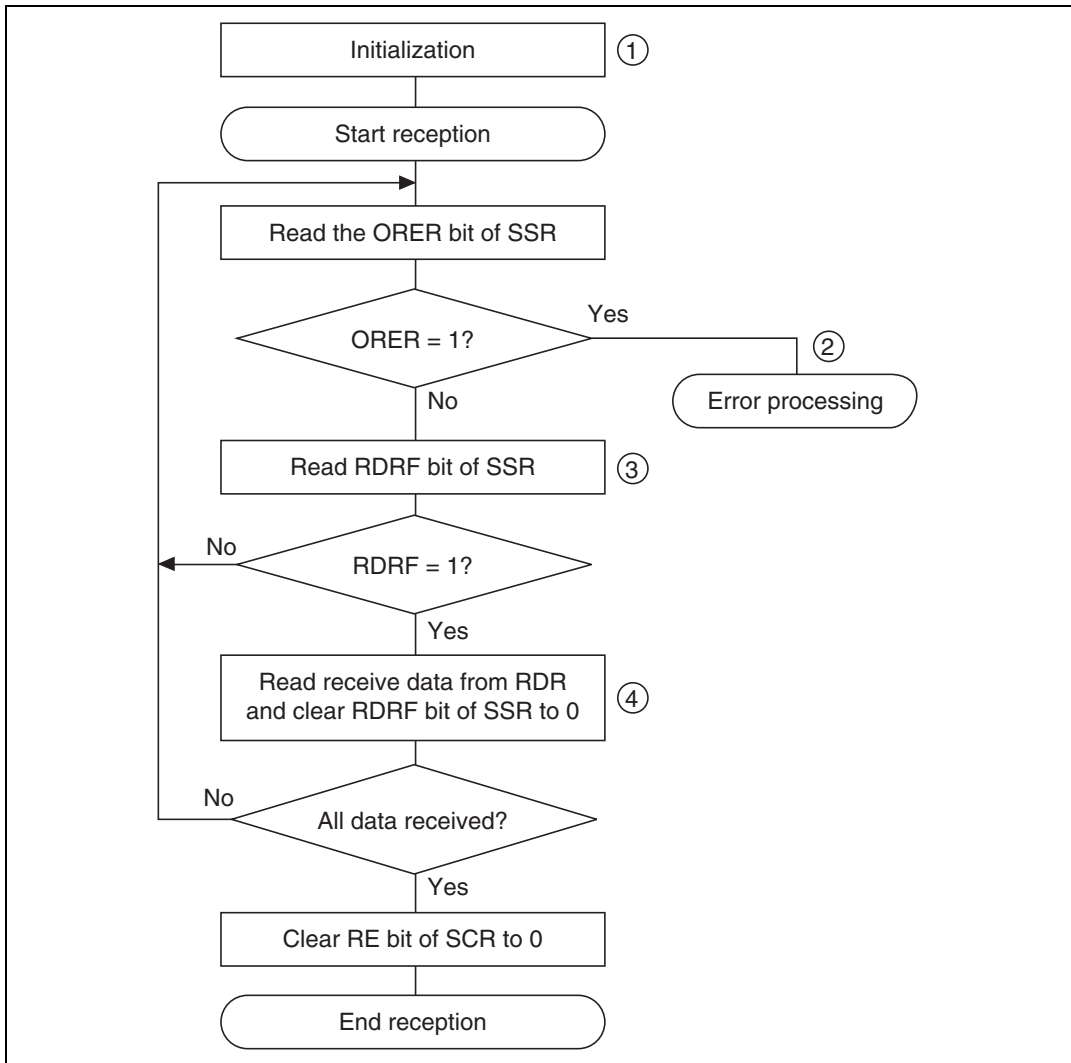 Initialization
①
Start reception
Read the ORER bit of SSR
ORER = 1?
Yes
②
Error processing
No
Read RDRF bit of SSR
③
No
RDRF = 1?
Yes
Read receive data from RDR
and clear RDRF bit of SSR to 0
④
No
All data received?
Yes
Clear RE bit of SCR to 0
End reception